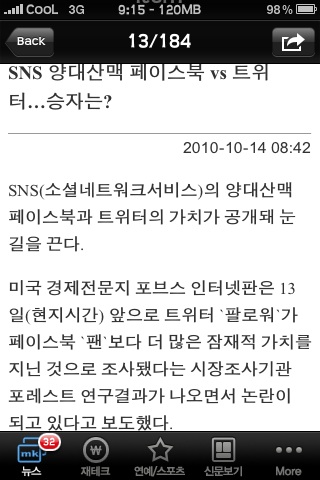 CooL 3G 9:15 - 120MB 98%
Back 13/184
SNS 양대산맥 페이스북 vs 트위
터…승자는?
2010-10-14 08:42
SNS(소셜네트워크서비스)의 양대산맥
페이스북과 트위터의 가치가 공개돼 눈
길을 끈다.
미국 경제전문지 포브스 인터넷판은 13
일(현지시간) 앞으로 트위터 `팔로워`가
페이스북 `팬`보다 더 많은 잠재적 가치를
지닌 것으로 조사됐다는 시장조사기관
포레스트 연구결과가 나오면서 논란이
되고 있다고 보도했다.
mk 32 ₩
뉴스 재테크 연예/스포츠 신문보기 More